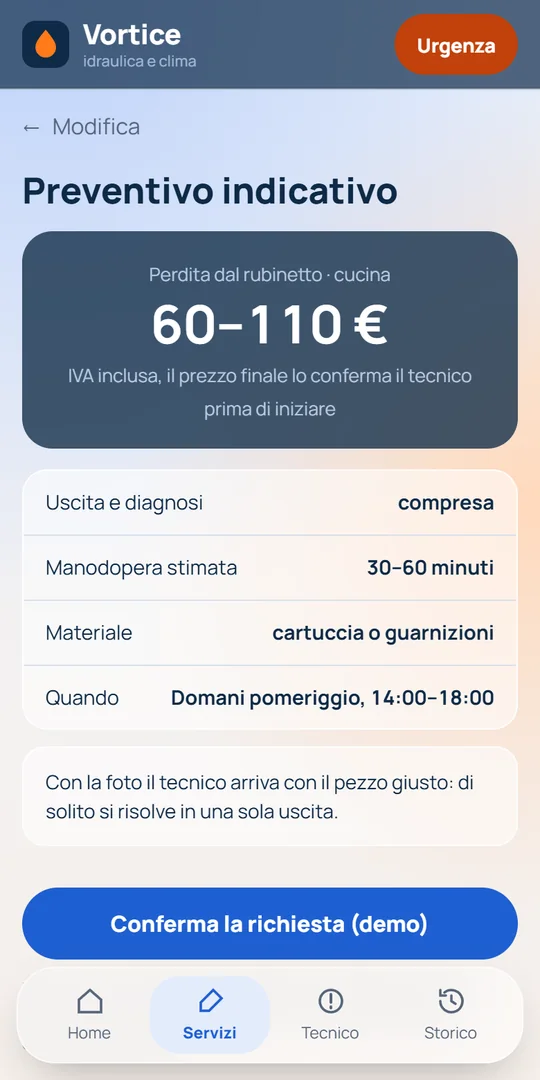 Vortice
idraulica e clima
Urgenza
← Modifica
Preventivo indicativo
Perdita dal rubinetto · cucina
60–110 €
IVA inclusa, il prezzo finale lo conferma il tecnico
prima di iniziare
Uscita e diagnosi compresa
Manodopera stimata 30–60 minuti
Materiale cartuccia o guarnizioni
Quando Domani pomeriggio, 14:00–18:00
Con la foto il tecnico arriva con il pezzo giusto: di
solito si risolve in una sola uscita.
Conferma la richiesta (demo)
Home Servizi Tecnico Storico